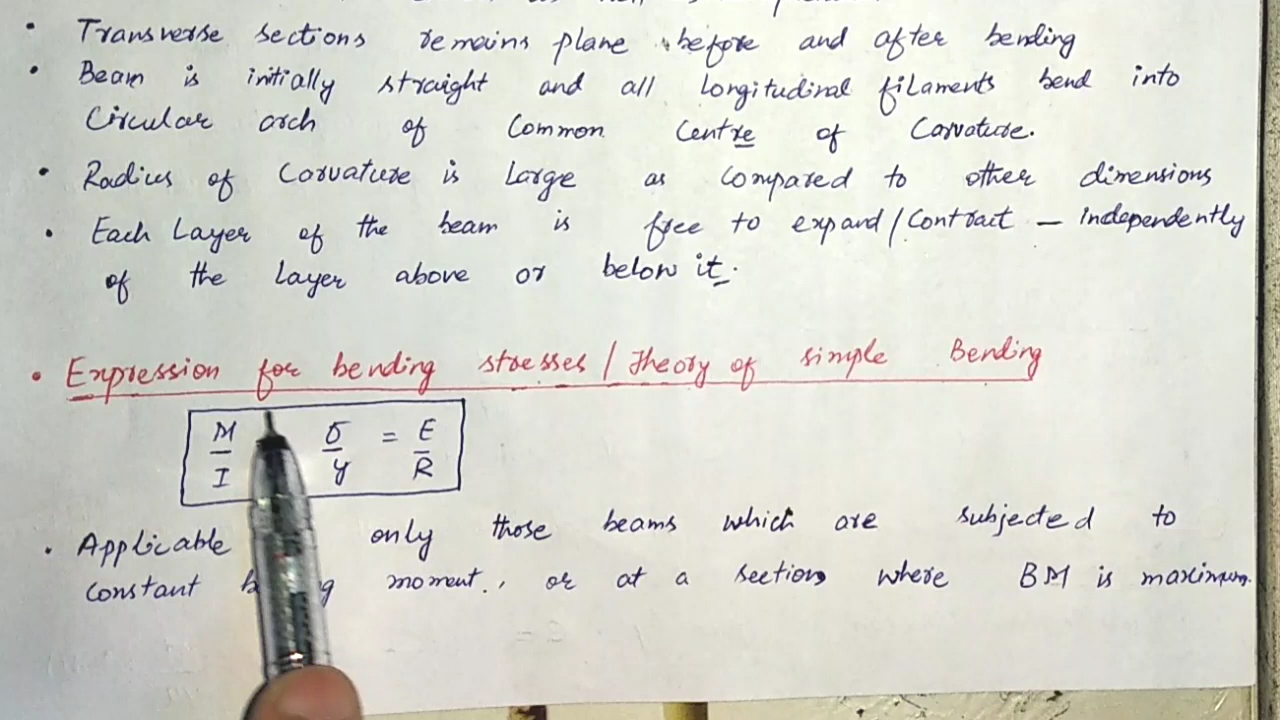 • Transverse sections remains plane before and after bending
• Beam is initially straight and all longitudinal filaments bend into
Circular arch of Common Centre of Curvature.
• Radius of Curvature is Large as compared to other dimensions
• Each Layer of the beam is free to expand/Contract – independently
of the Layer above or below it.
• Expression for bending stresses / Theory of simple Bending
M/I σ/y = E/R
• Applicable only those beams which are subjected to
constant moment., or at a section where BM is maximum.